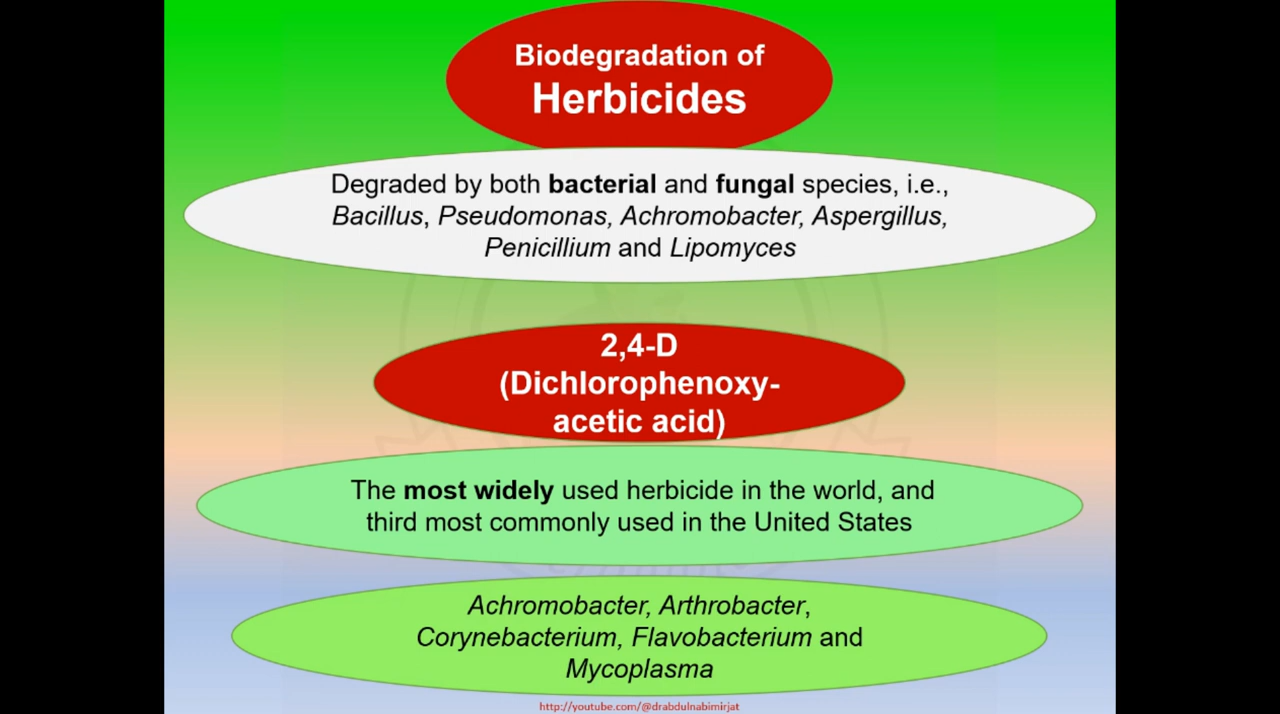 Biodegradation of
Herbicides
Degraded by both bacterial and fungal species, i.e.,
Bacillus, Pseudomonas, Achromobacter, Aspergillus,
Penicillium and Lipomyces
2,4-D
(Dichlorophenoxy-
acetic acid)
The most widely used herbicide in the world, and
third most commonly used in the United States
Achromobacter, Arthrobacter,
Corynebacterium, Flavobacterium and
Mycoplasma
http://youtube.com/@drabdulnabimirjat